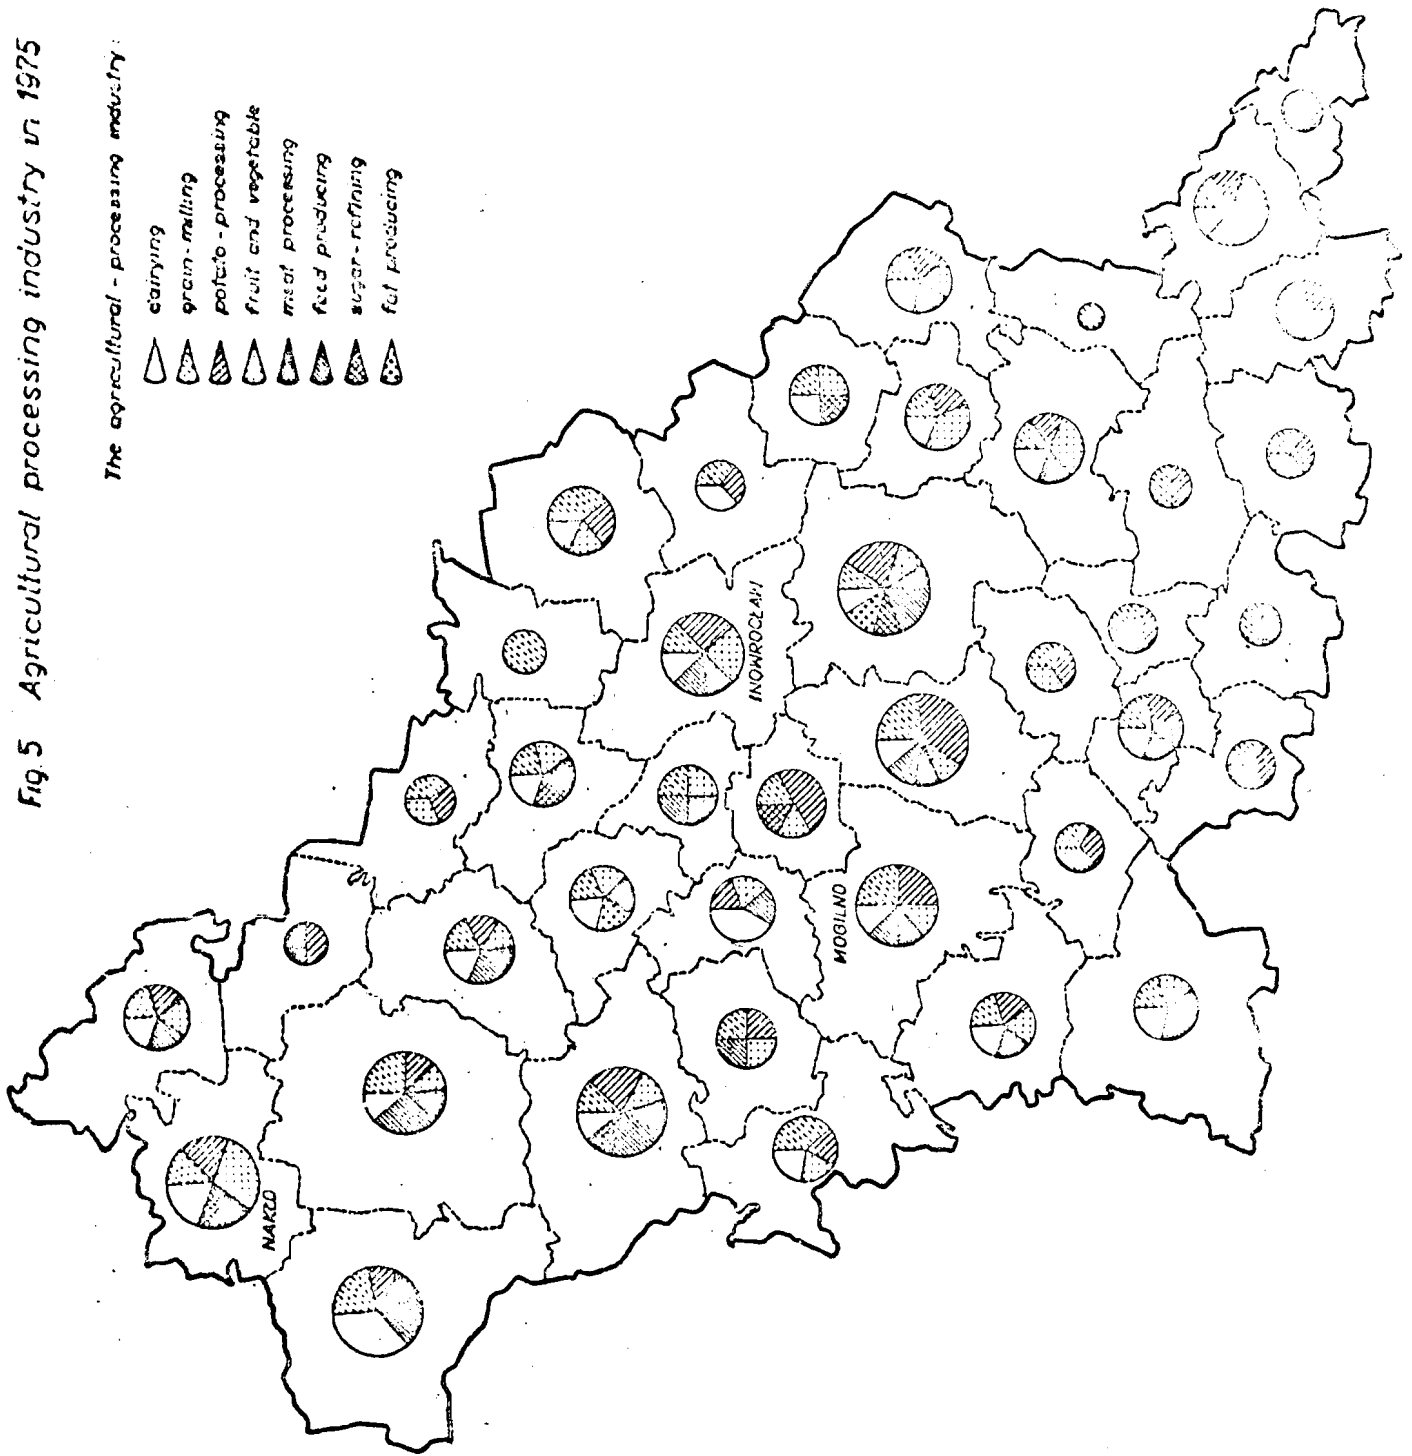 Fig. 5 Agricultural processing industry in 1975
The agricultural - processing industry:
dairying
grain-milling
potato-processing
fruit and vegetable
meat processing
feed producing
sugar-refining
fat producing
INOWROCŁAW
MOGILNO
NAKŁO